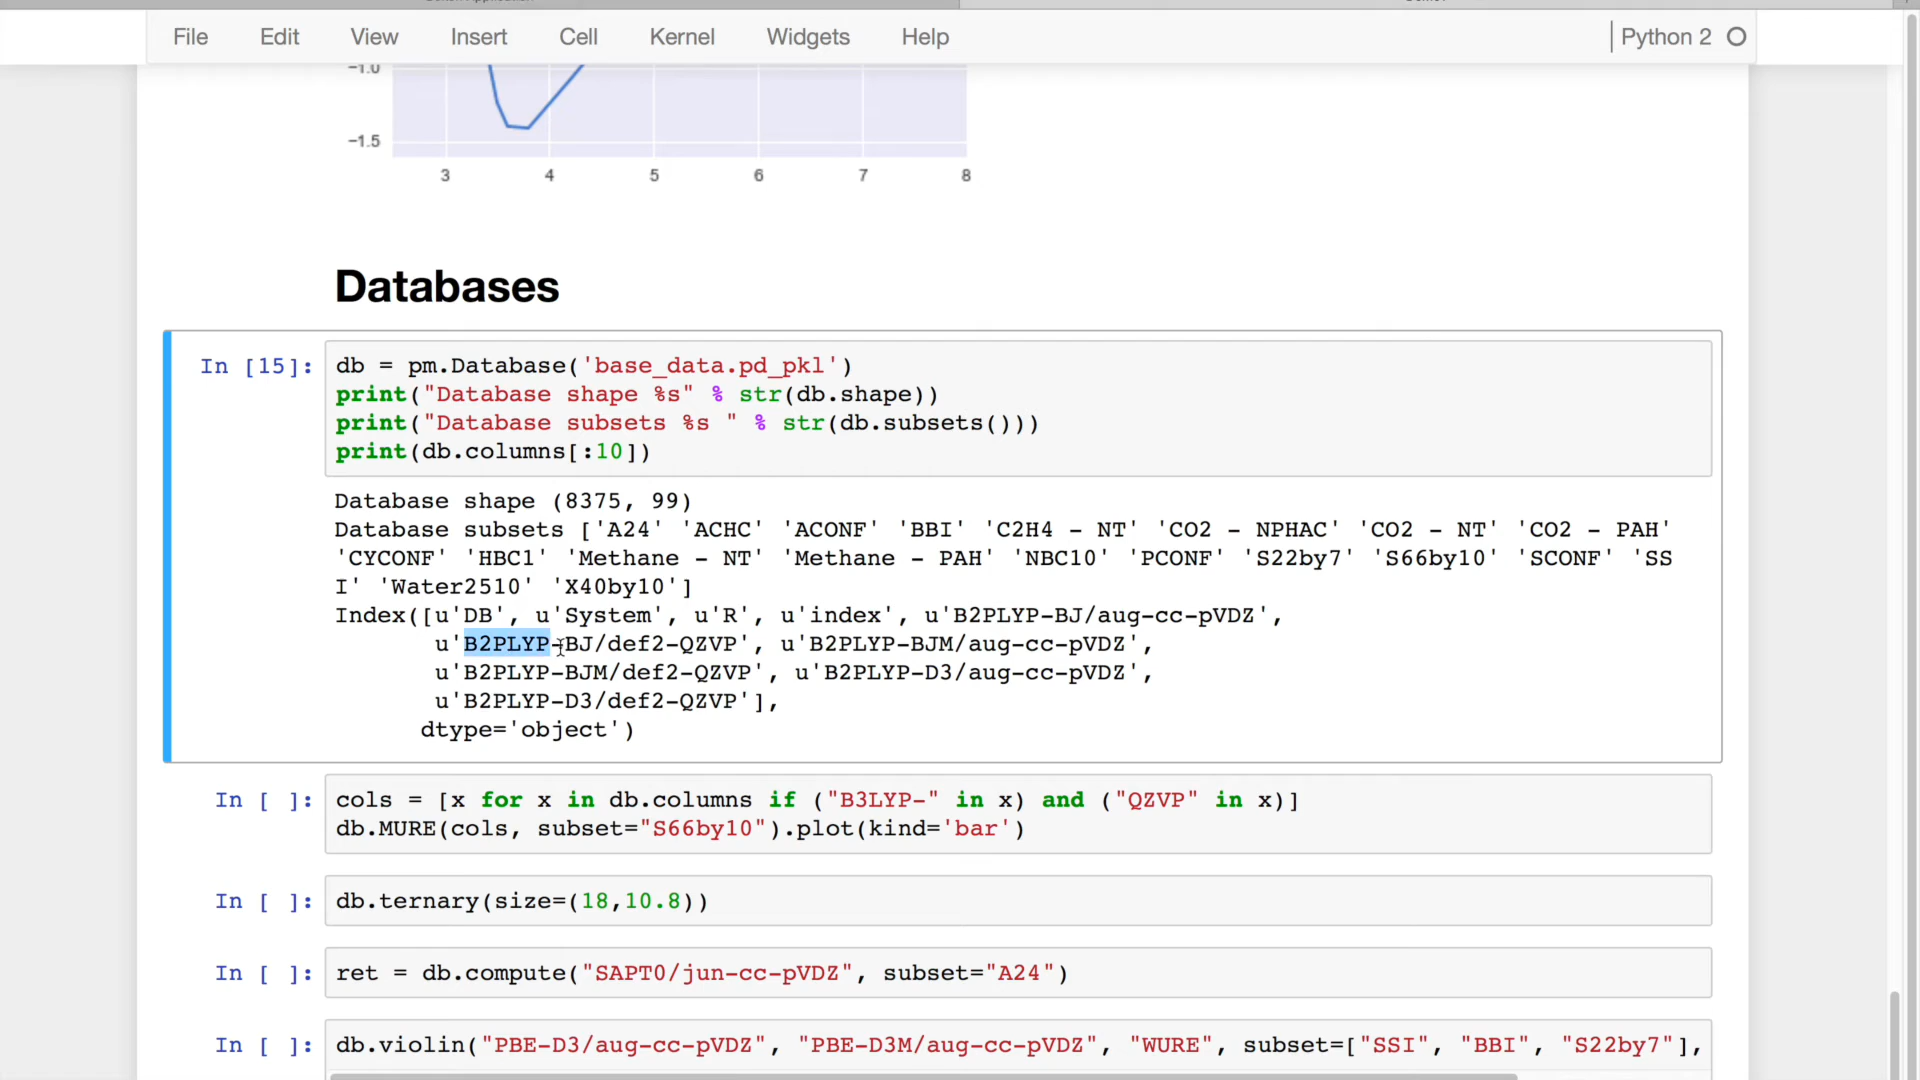 File Edit View Insert Cell Kernel Widgets Help Python 2
-1.0
-1.5
3 4 5 6 7 8
Databases
In [15]: db = pm.Database('base_data.pd_pkl')
print("Database shape %s" % str(db.shape))
print("Database subsets %s " % str(db.subsets()))
print(db.columns[:10])
Database shape (8375, 99)
Database subsets ['A24' 'ACHC' 'ACONF' 'BBI' 'C2H4 - NT' 'CO2 - NPHAC' 'CO2 - NT' 'CO2 - PAH'
'CYCONF' 'HBC1' 'Methane - NT' 'Methane - PAH' 'NBC10' 'PCONF' 'S22by7' 'S66by10' 'SCONF' 'SS
I' 'Water2510' 'X40by10']
Index([u'DB', u'System', u'R', u'index', u'B2PLYP-BJ/aug-cc-pVDZ',
u'B2PLYP-BJ/def2-QZVP', u'B2PLYP-BJM/aug-cc-pVDZ',
u'B2PLYP-BJM/def2-QZVP', u'B2PLYP-D3/aug-cc-pVDZ',
u'B2PLYP-D3/def2-QZVP'],
dtype='object')
In [ ]: cols = [x for x in db.columns if ("B3LYP-" in x) and ("QZVP" in x)]
db.MURE(cols, subset="S66by10").plot(kind='bar')
In [ ]: db.ternary(size=(18,10.8))
In [ ]: ret = db.compute("SAPT0/jun-cc-pVDZ", subset="A24")
In [ ]: db.violin("PBE-D3/aug-cc-pVDZ", "PBE-D3M/aug-cc-pVDZ", "WURE", subset=["SSI", "BBI", "S22by7"],